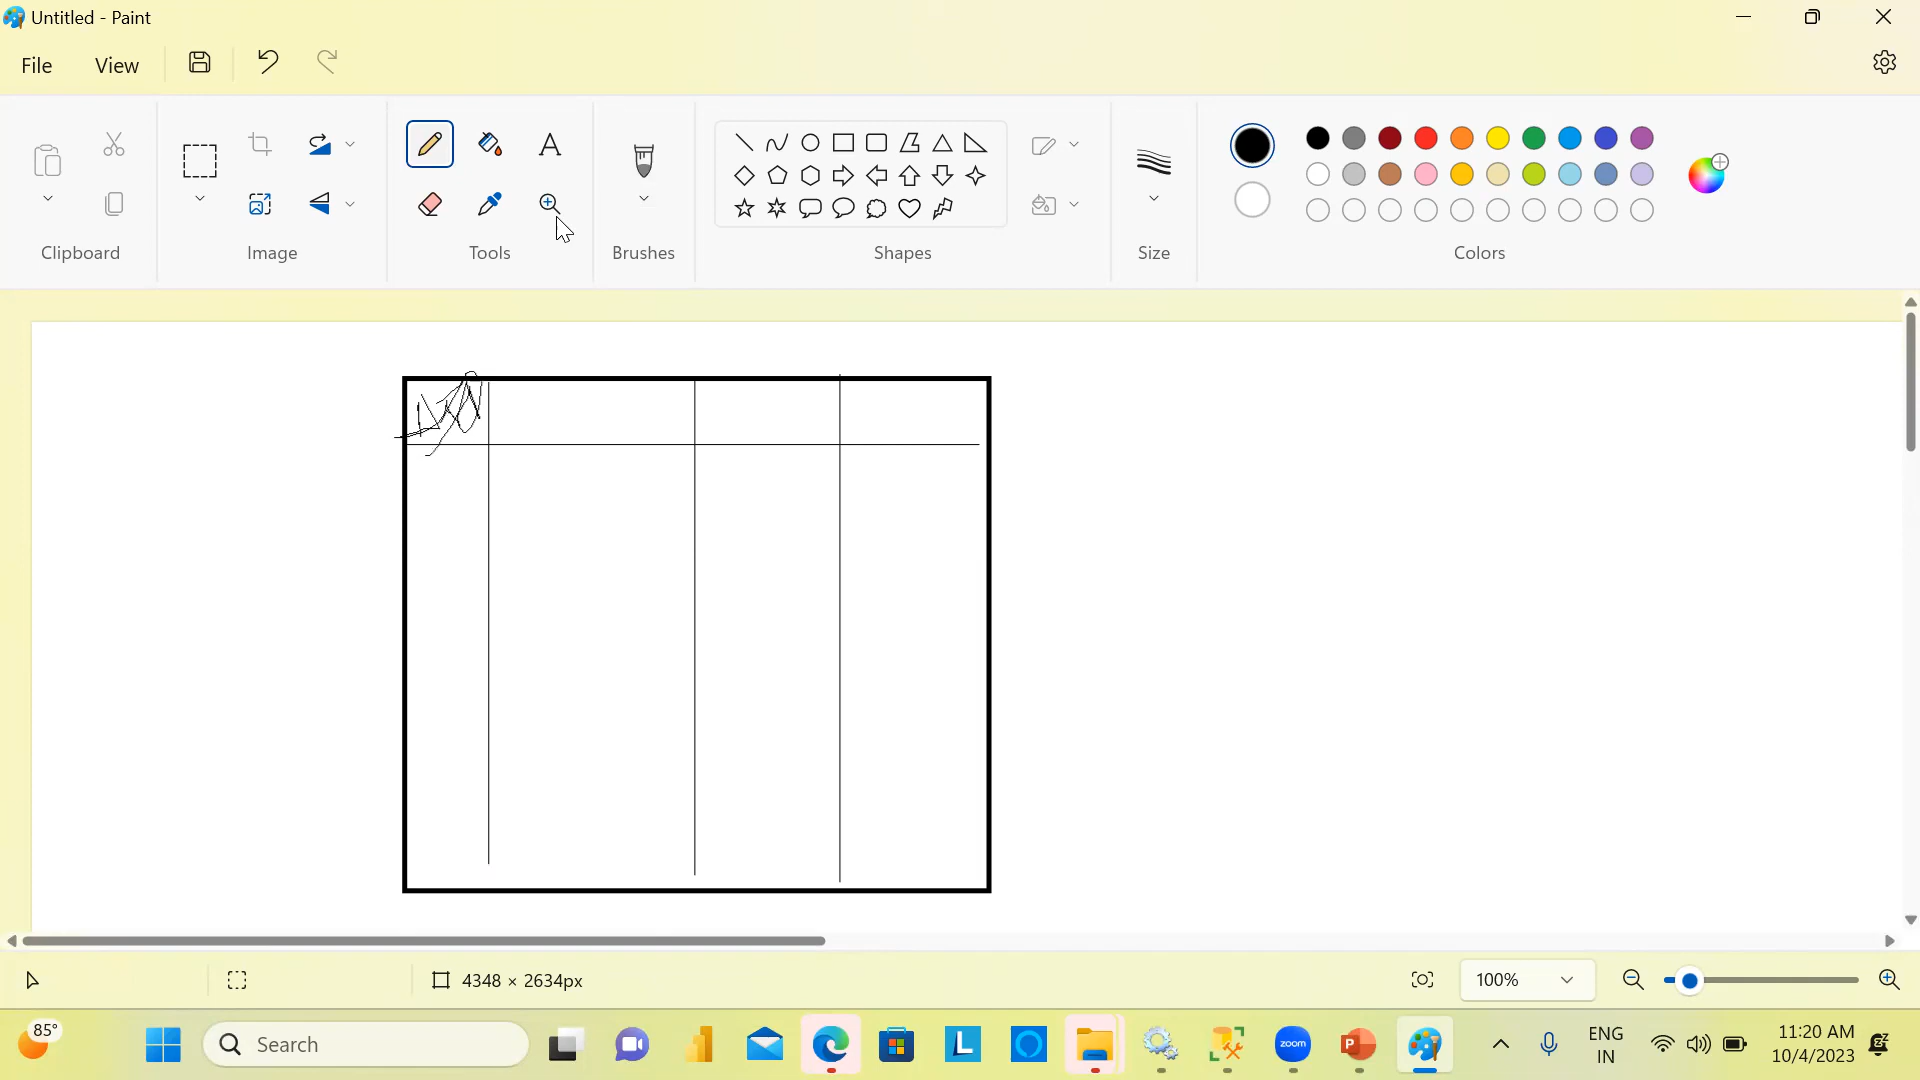 Untitled - Paint
File View
Clipboard
Image
Tools
Brushes
Shapes
Size
Colors
4348 × 2634px
100%
85°
Search
zoom
ENG
IN
11:20 AM
10/4/2023